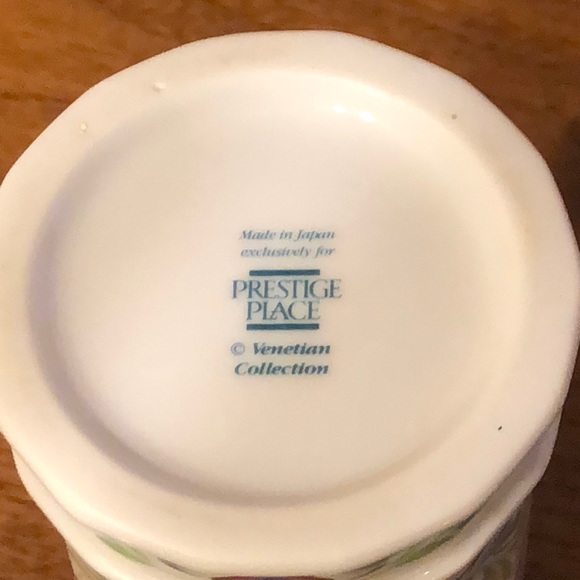 Made in Japan
exclusively for
PRESTIGE
PLACE
© Venetian
Collection